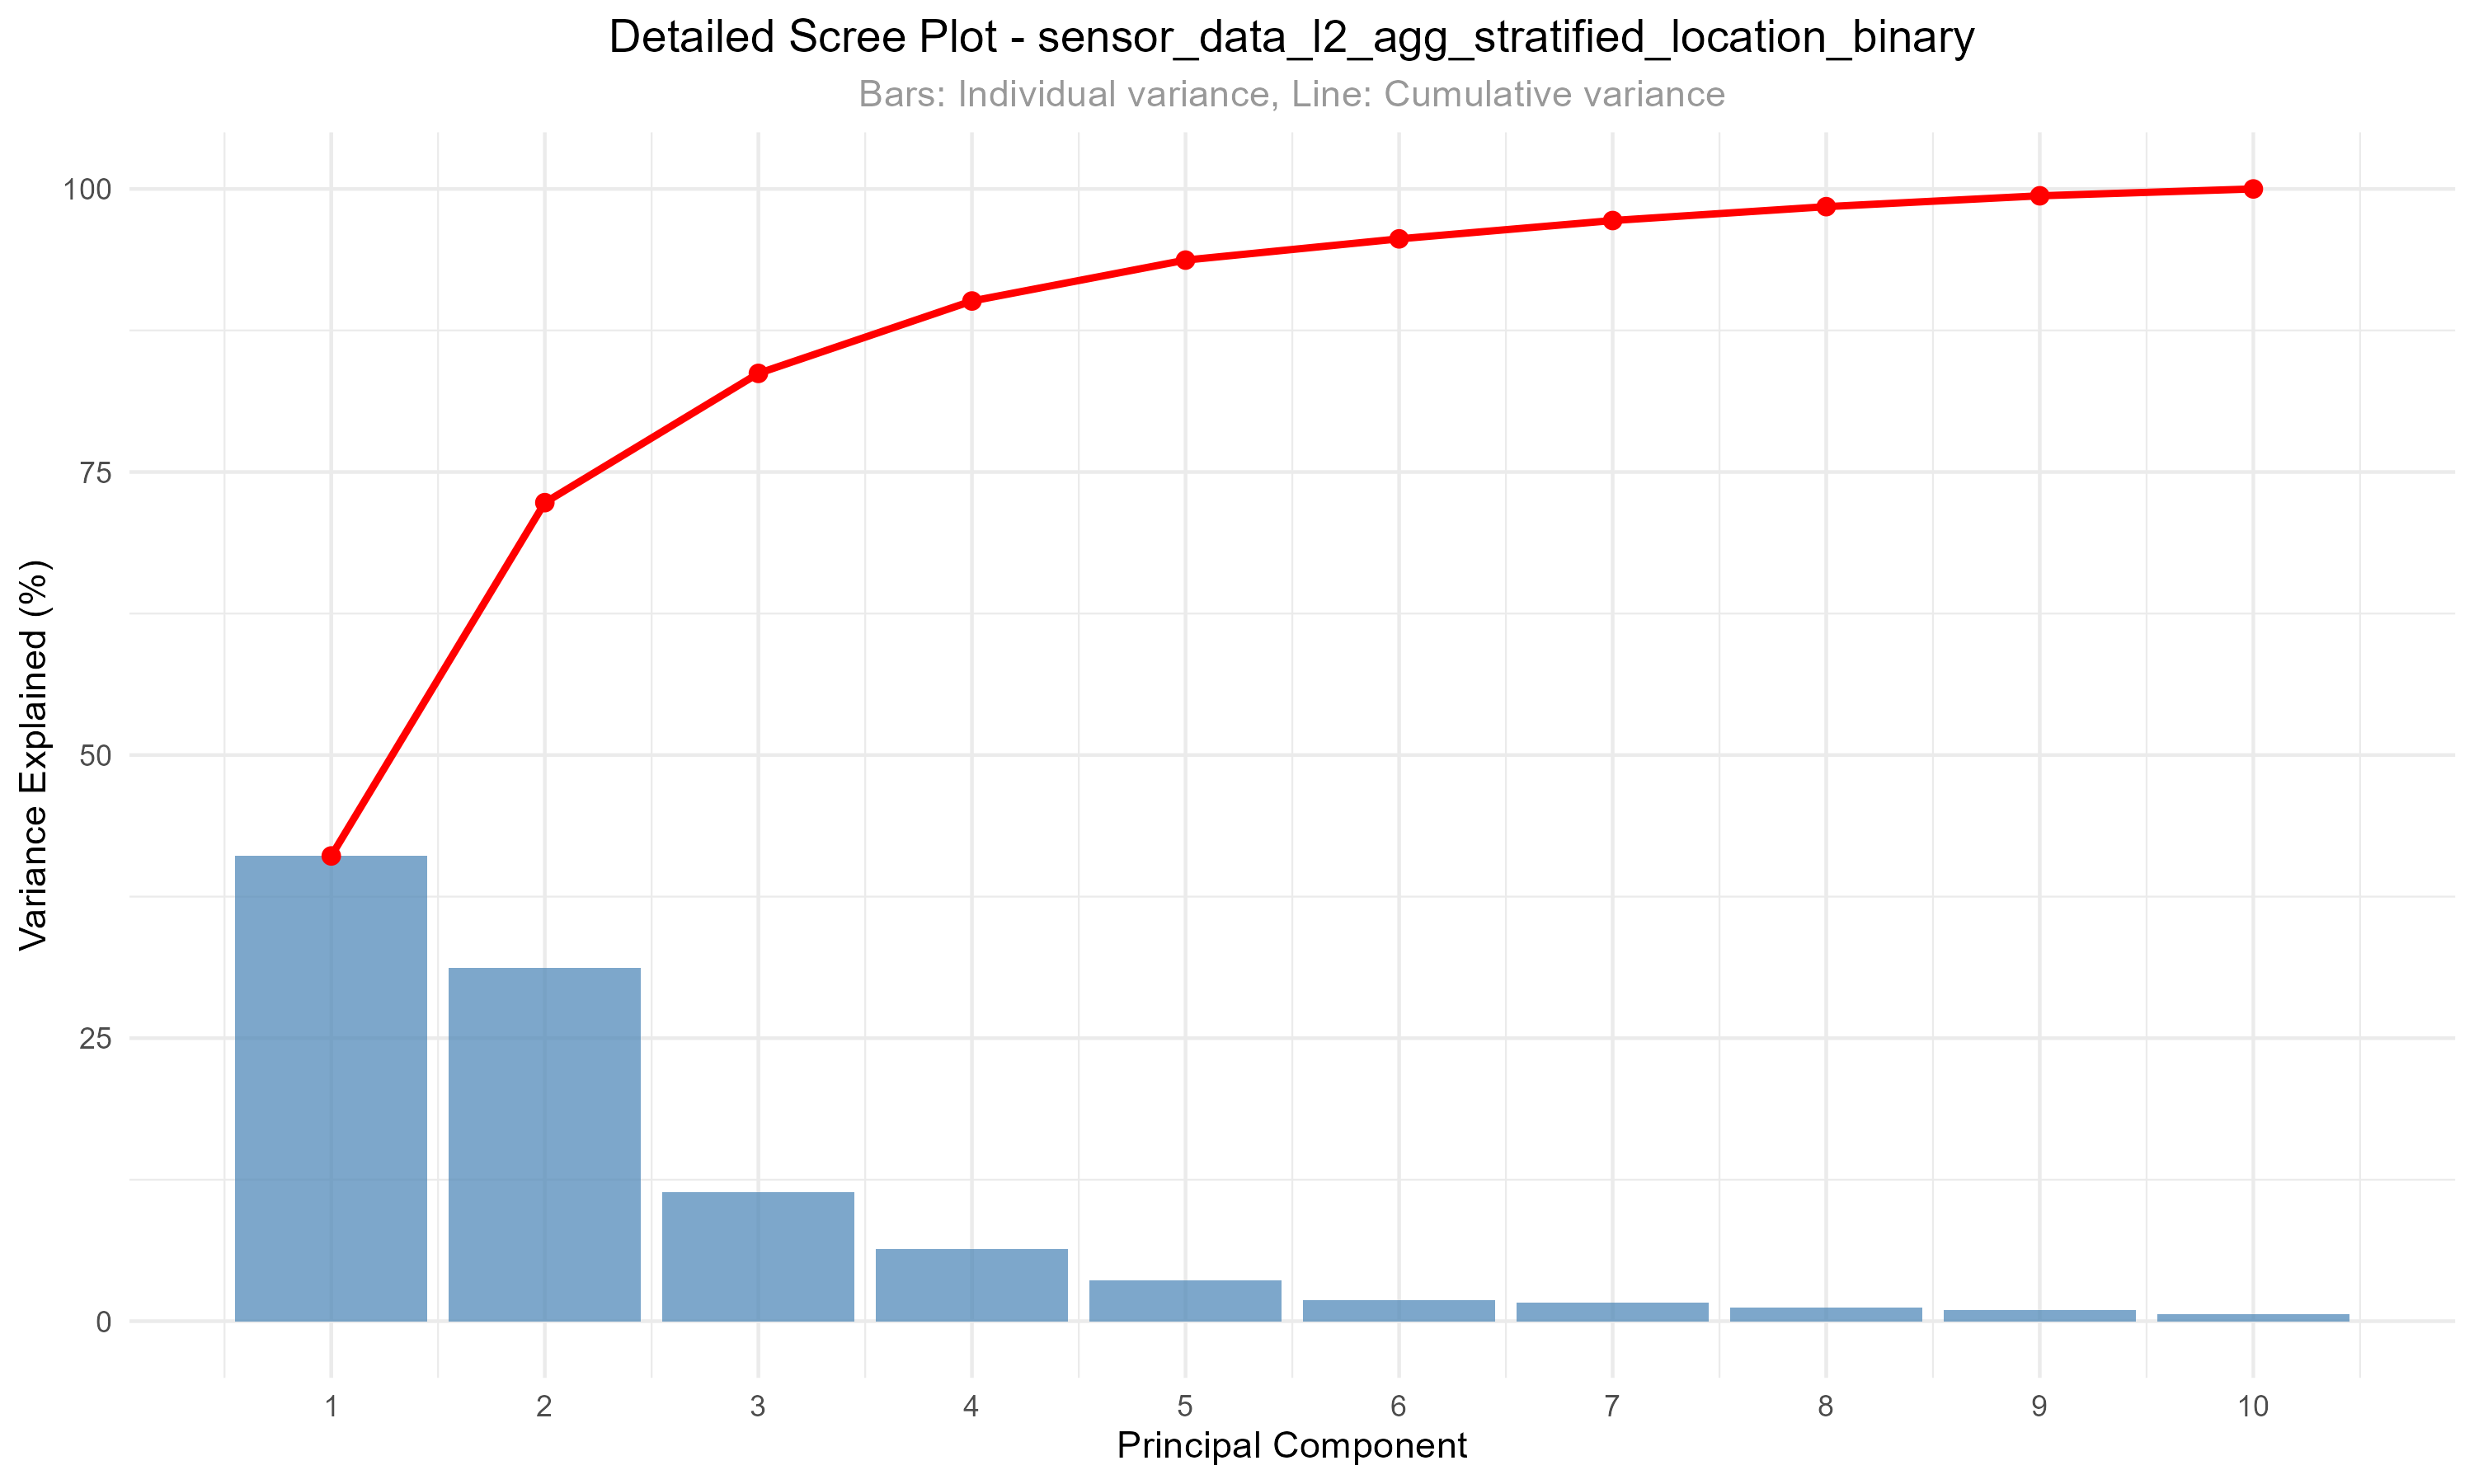 Detailed Scree Plot - sensor_data_l2_agg_stratified_location_binary
Bars: Individual variance, Line: Cumulative variance
Variance Explained (%)
100
75
50
25
0
1 2 3 4 5 6 7 8 9 10
Principal Component